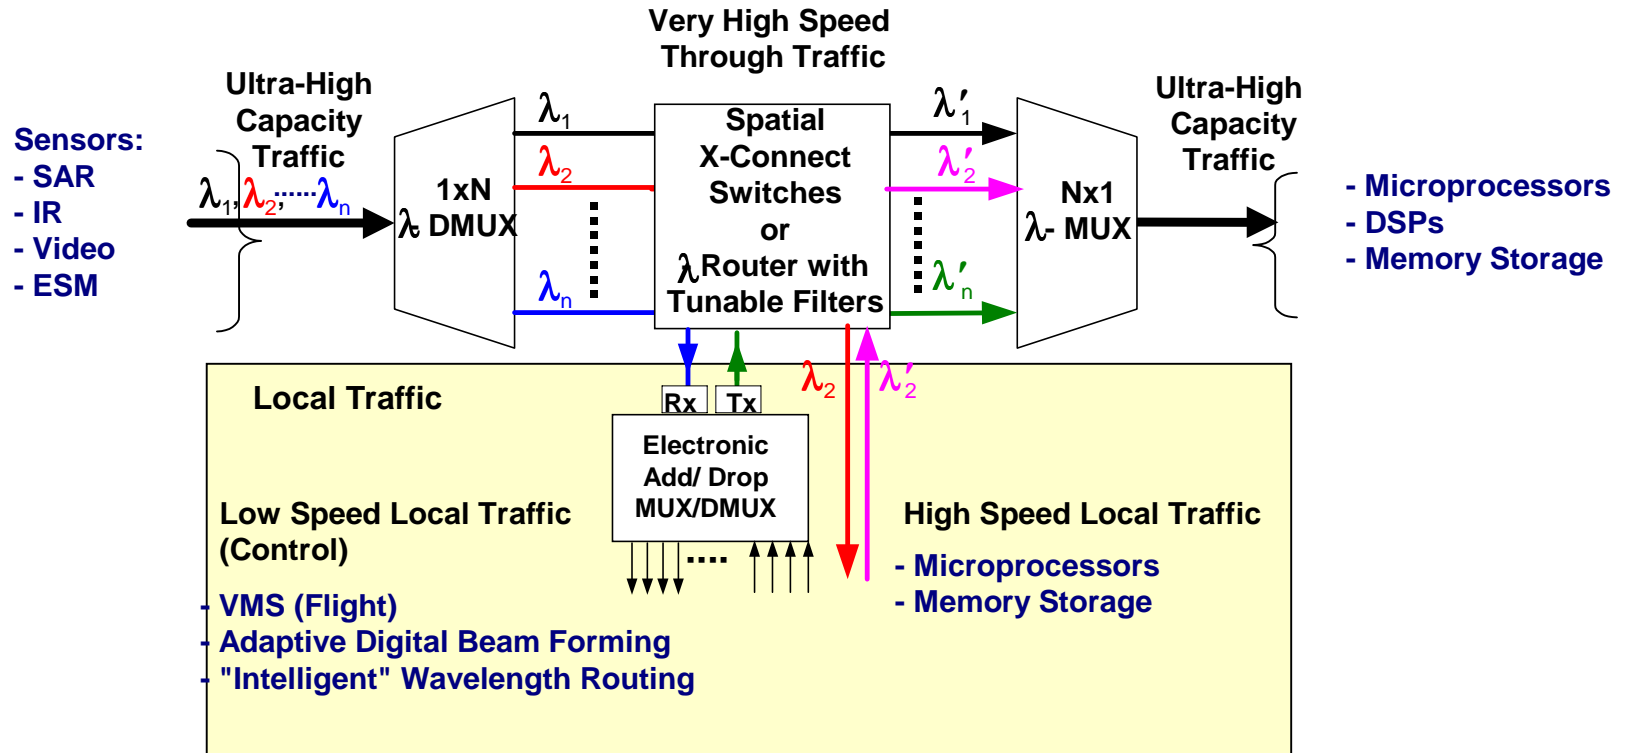 Very High Speed
Through Traffic
Ultra-High
Capacity
Traffic
Sensors:
- SAR
- IR
- Video
- ESM
λ1, λ2, ······λn
1xN
λ- DMUX
λ1
λ2
λn
Spatial
X-Connect
Switches
or
λ Router with
Tunable Filters
λ′1
λ′2
λ′n
Nx1
λ- MUX
Ultra-High
Capacity
Traffic
- Microprocessors
- DSPs
- Memory Storage
Local Traffic
Rx Tx
λ2 λ′2
Electronic
Add/ Drop
MUX/DMUX
Low Speed Local Traffic
(Control)
- VMS (Flight)
- Adaptive Digital Beam Forming
- "Intelligent" Wavelength Routing
High Speed Local Traffic
- Microprocessors
- Memory Storage